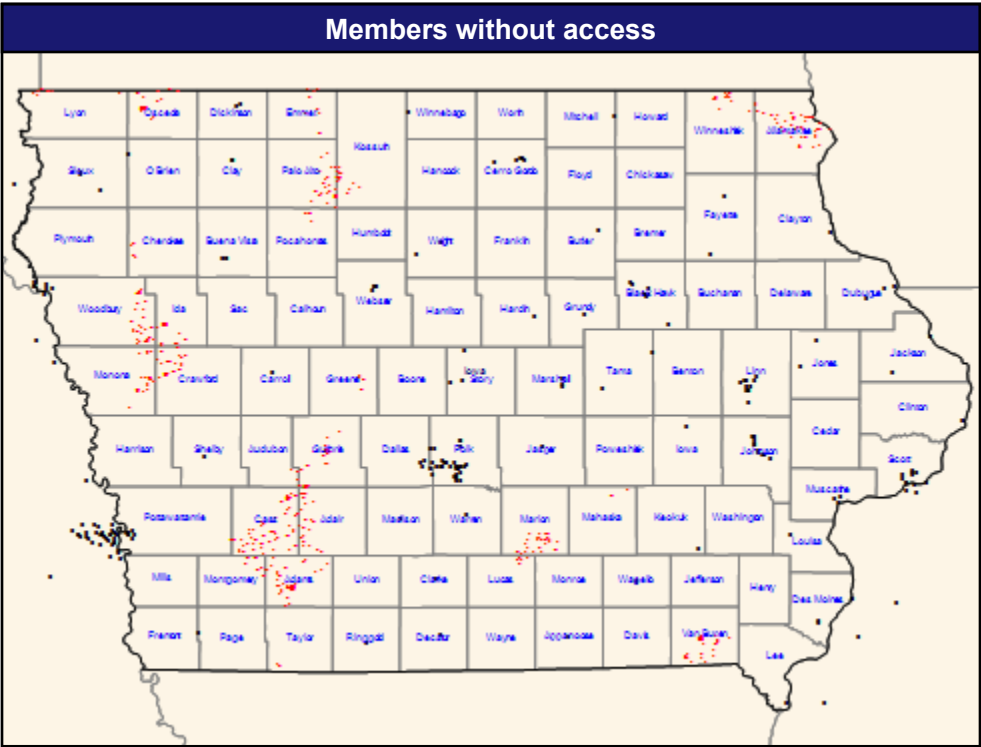 Members without access
Lyon
Osceola
Dickinson
Emmet
Winnebago
Worth
Mitchell
Howard
Winneshiek
Allamakee
Kossuth
Sioux
O'Brien
Clay
Palo Alto
Hancock
Cerro Gordo
Floyd
Chickasaw
Fayette
Clayton
Plymouth
Cherokee
Buena Vista
Pocahontas
Humboldt
Wright
Franklin
Butler
Bremer
Woodbury
Ida
Sac
Calhoun
Webster
Hamilton
Hardin
Grundy
Black Hawk
Buchanan
Delaware
Dubuque
Monona
Crawford
Carroll
Greene
Boone
Iowa
Story
Marshall
Tama
Benton
Linn
Jones
Jackson
Clinton
Harrison
Shelby
Audubon
Guthrie
Dallas
Polk
Jasper
Poweshiek
Iowa
Johnson
Cedar
Scott
Muscatine
Pottawattamie
Cass
Adair
Madison
Warren
Marion
Mahaska
Keokuk
Washington
Louisa
Mills
Montgomery
Adams
Union
Clarke
Lucas
Monroe
Wapello
Jefferson
Henry
Des Moines
Fremont
Page
Taylor
Ringgold
Decatur
Wayne
Appanoose
Davis
Van Buren
Lee